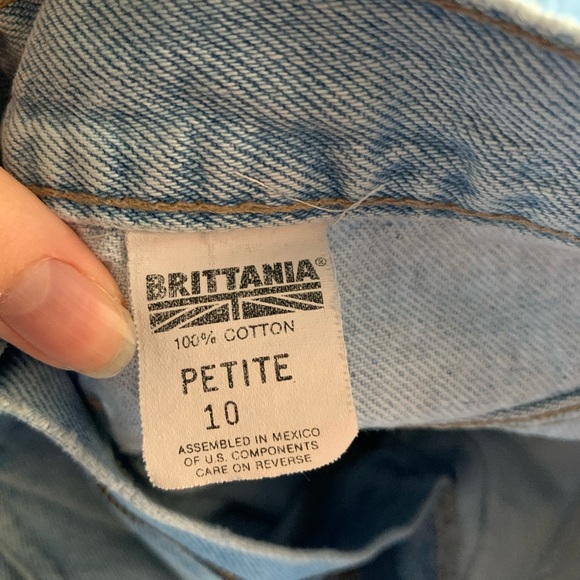 BRITTANIA®
100% COTTON
PETITE
10
ASSEMBLED IN MEXICO
OF U.S. COMPONENTS
CARE ON REVERSE